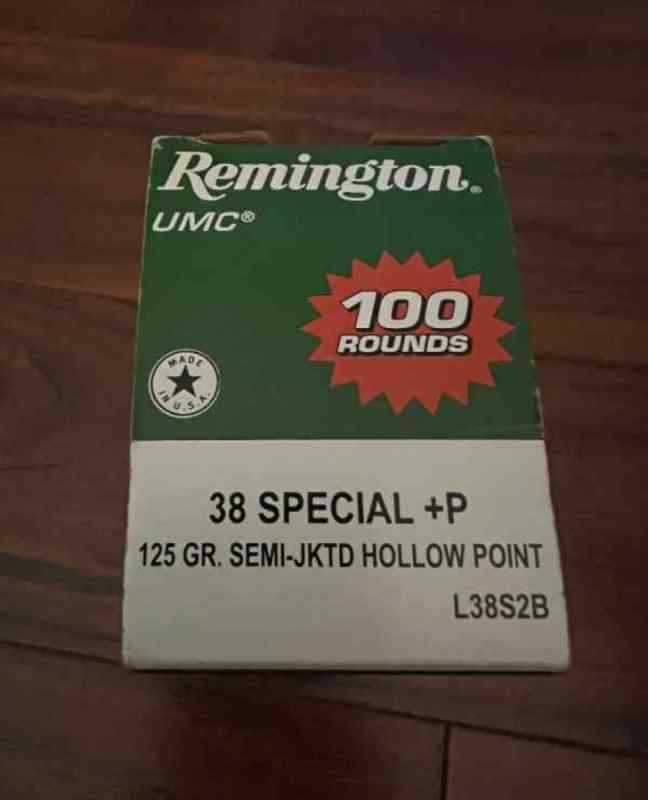 Remington®
UMC®
100
ROUNDS
MADE
IN U.S.A.
38 SPECIAL +P
125 GR. SEMI-JKTD HOLLOW POINT
L38S2B